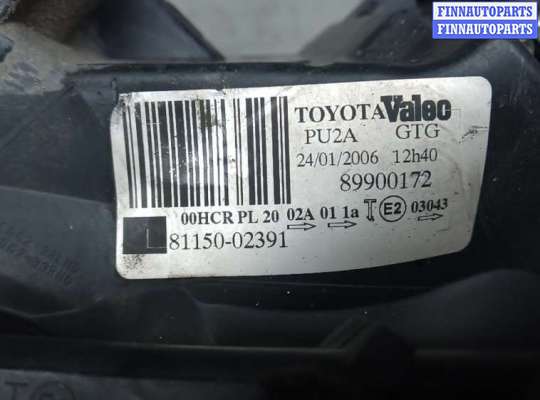 FINNAUTOPARTS
FINNAUTOPARTS
TOYOTA Valeo
PU2A GTG
24/01/2006 12h40
89900172
00HCR PL 20 02A 01 1a T E2 03043
L 81150-02391